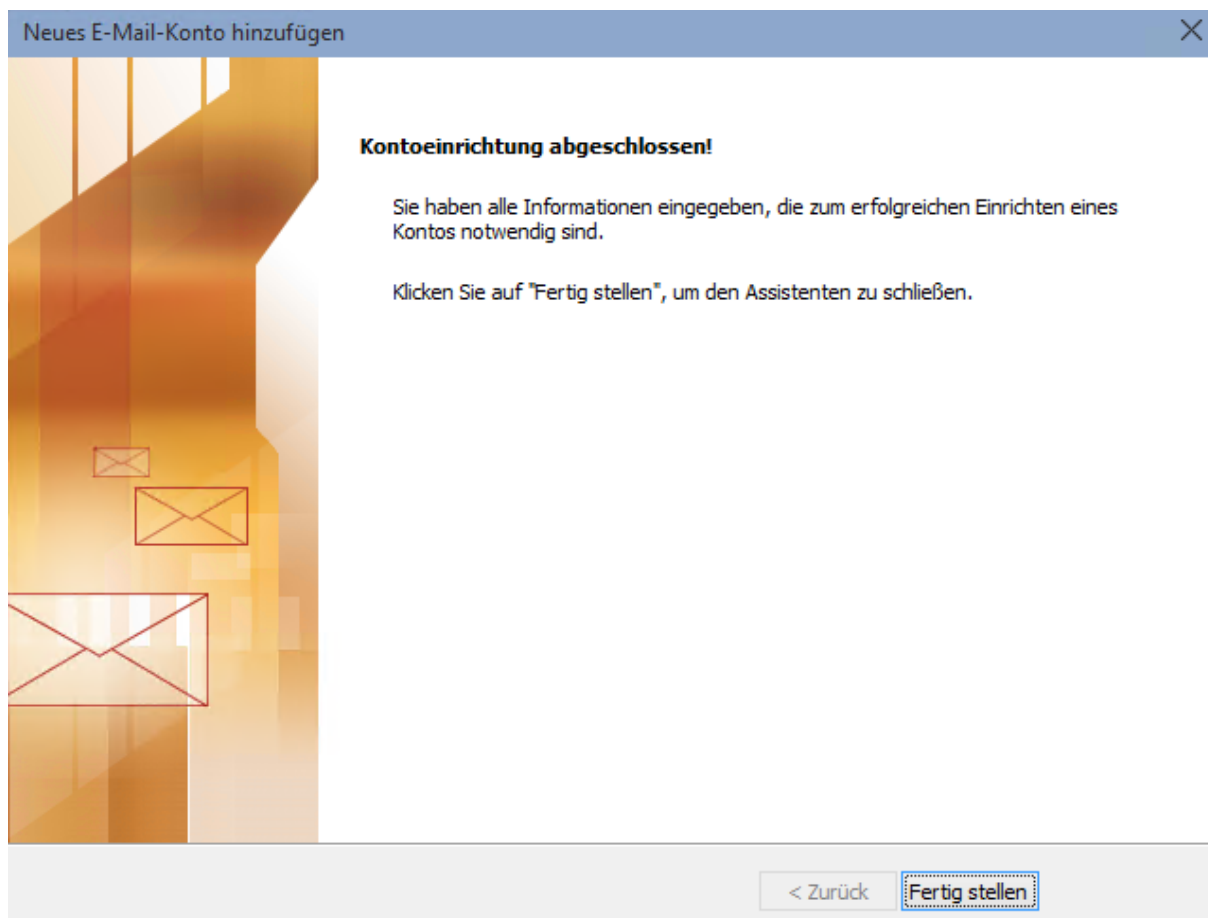 Neues E-Mail-Konto hinzufügen
Kontoeinrichtung abgeschlossen!
Sie haben alle Informationen eingegeben, die zum erfolgreichen Einrichten eines
Kontos notwendig sind.
Klicken Sie auf "Fertig stellen", um den Assistenten zu schließen.
< Zurück
Fertig stellen